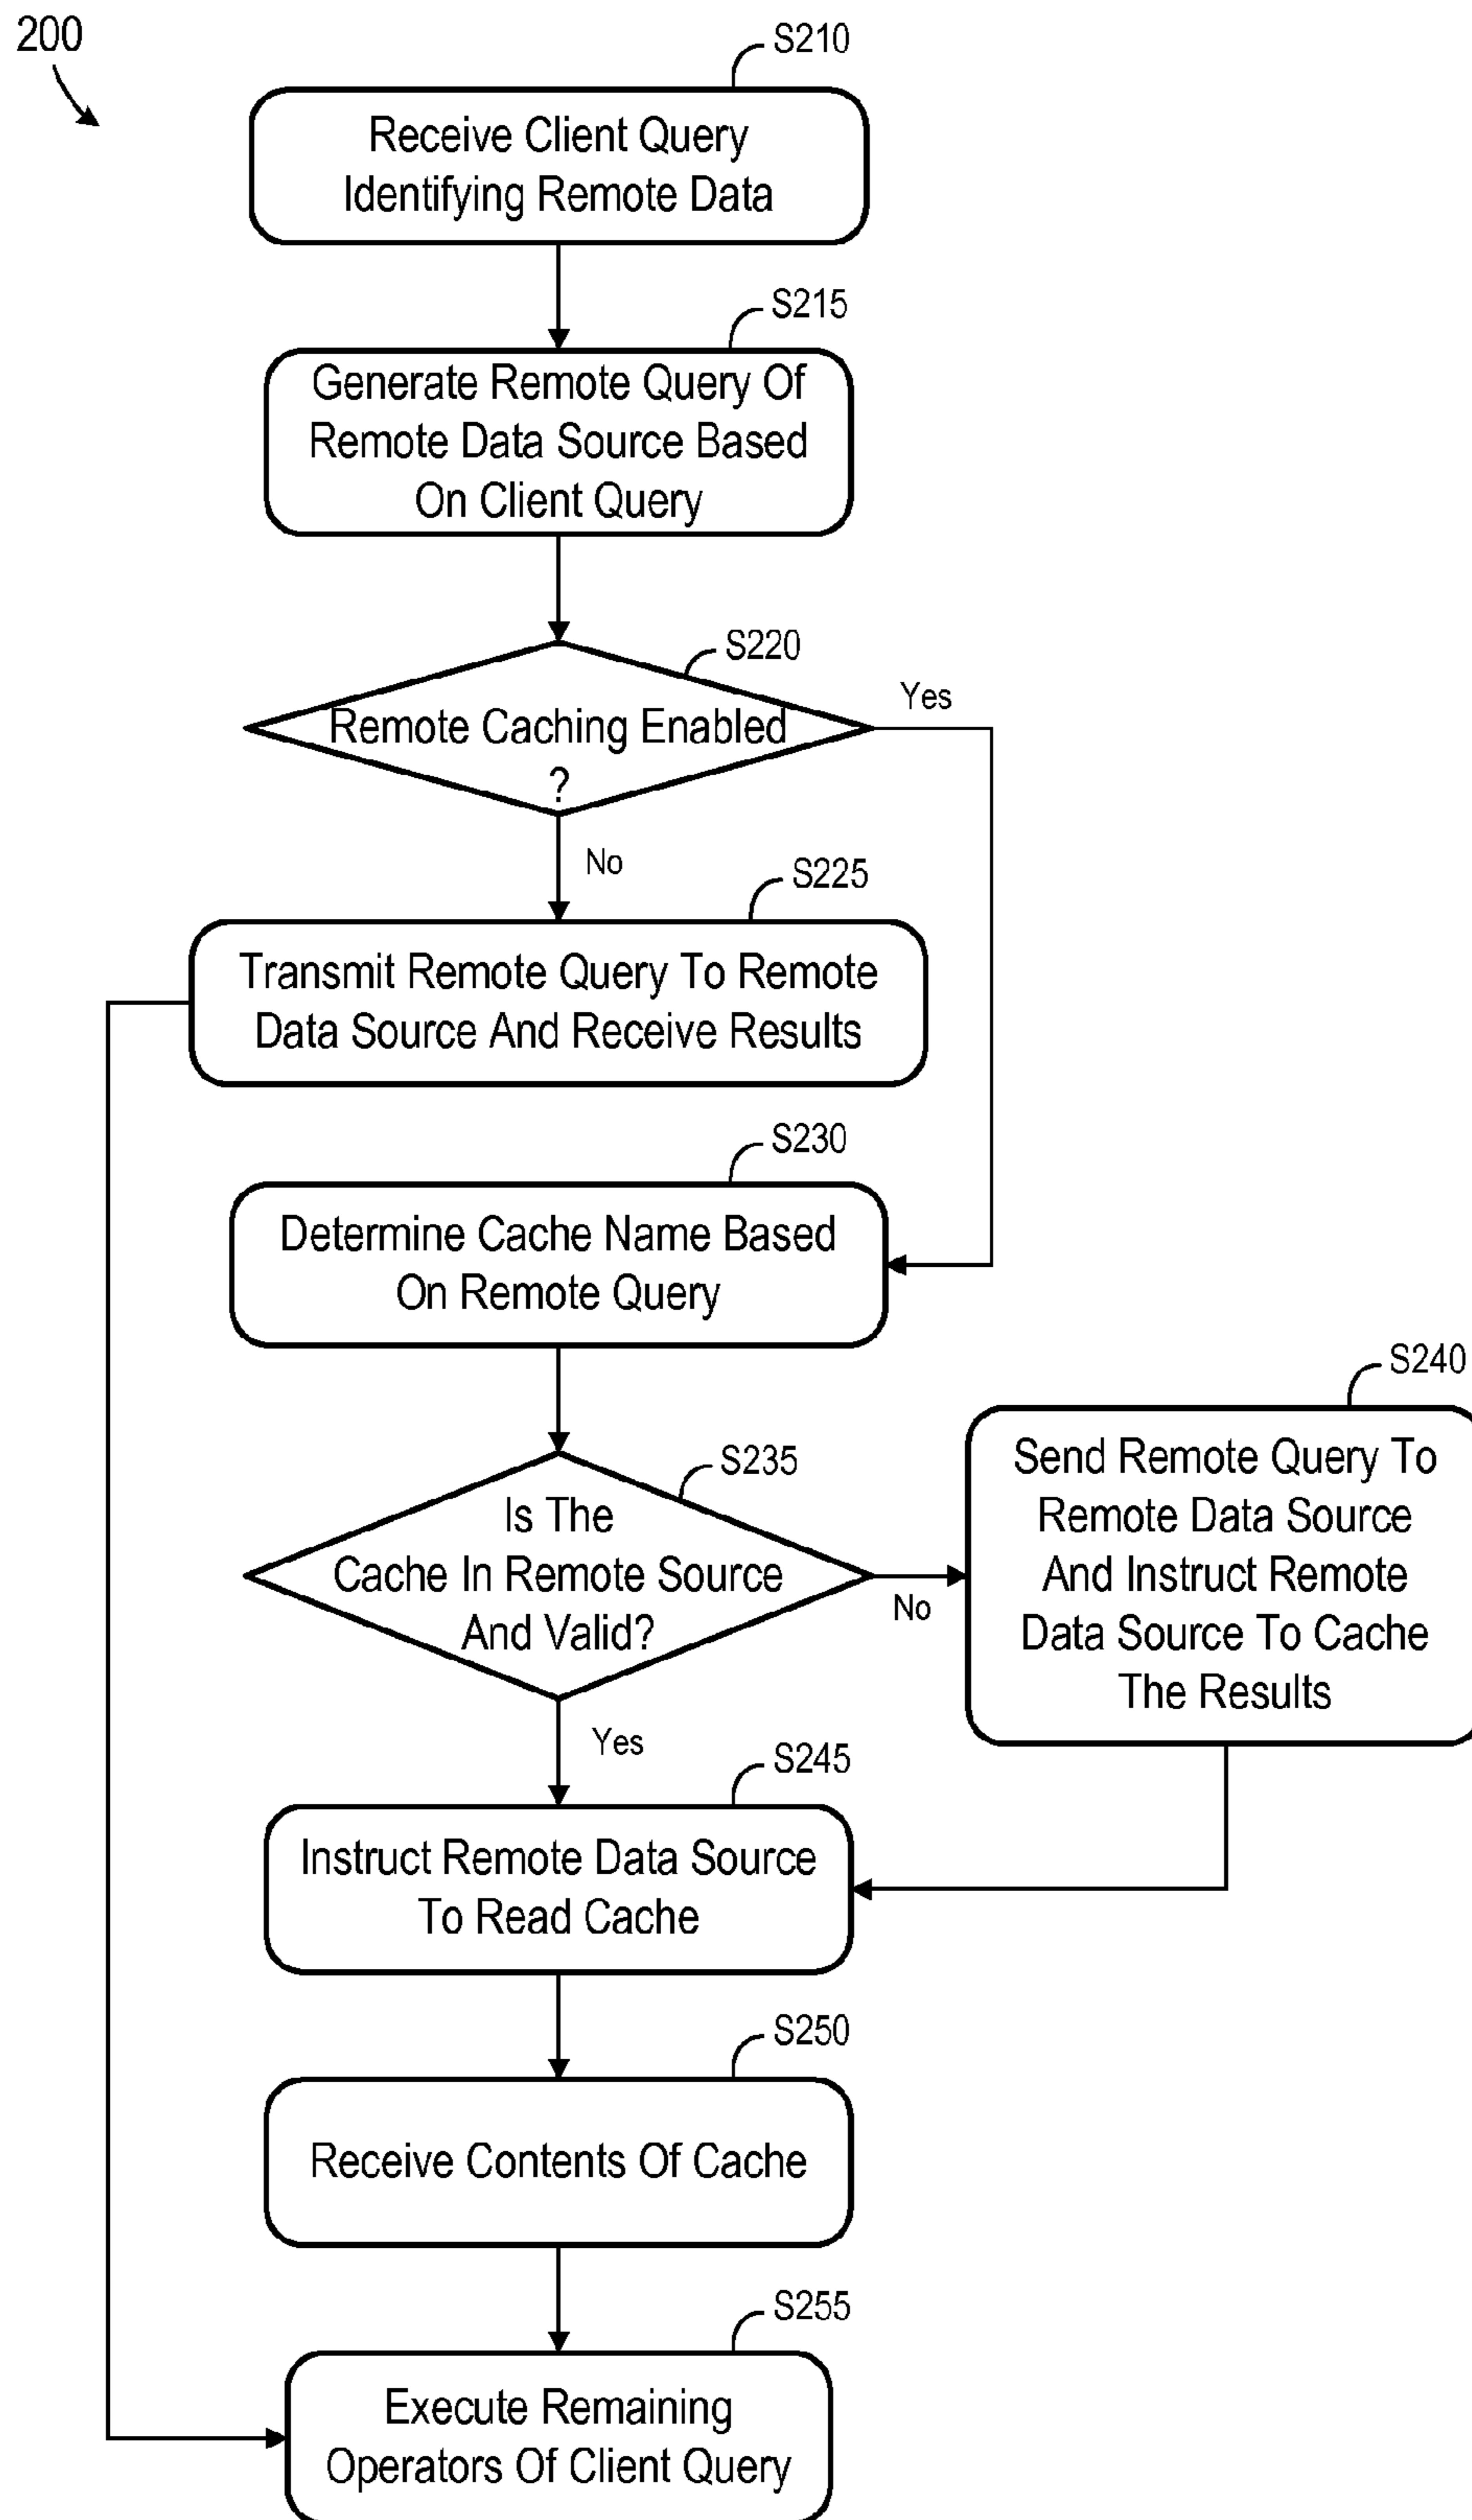 200
S210
Receive Client Query
Identifying Remote Data
S215
Generate Remote Query Of
Remote Data Source Based
On Client Query
S220
Remote Caching Enabled
?
Yes
No
S225
Transmit Remote Query To Remote
Data Source And Receive Results
S230
Determine Cache Name Based
On Remote Query
S235
Is The
Cache In Remote Source
And Valid?
No
S240
Send Remote Query To
Remote Data Source
And Instruct Remote
Data Source To Cache
The Results
Yes
S245
Instruct Remote Data Source
To Read Cache
S250
Receive Contents Of Cache
S255
Execute Remaining
Operators Of Client Query